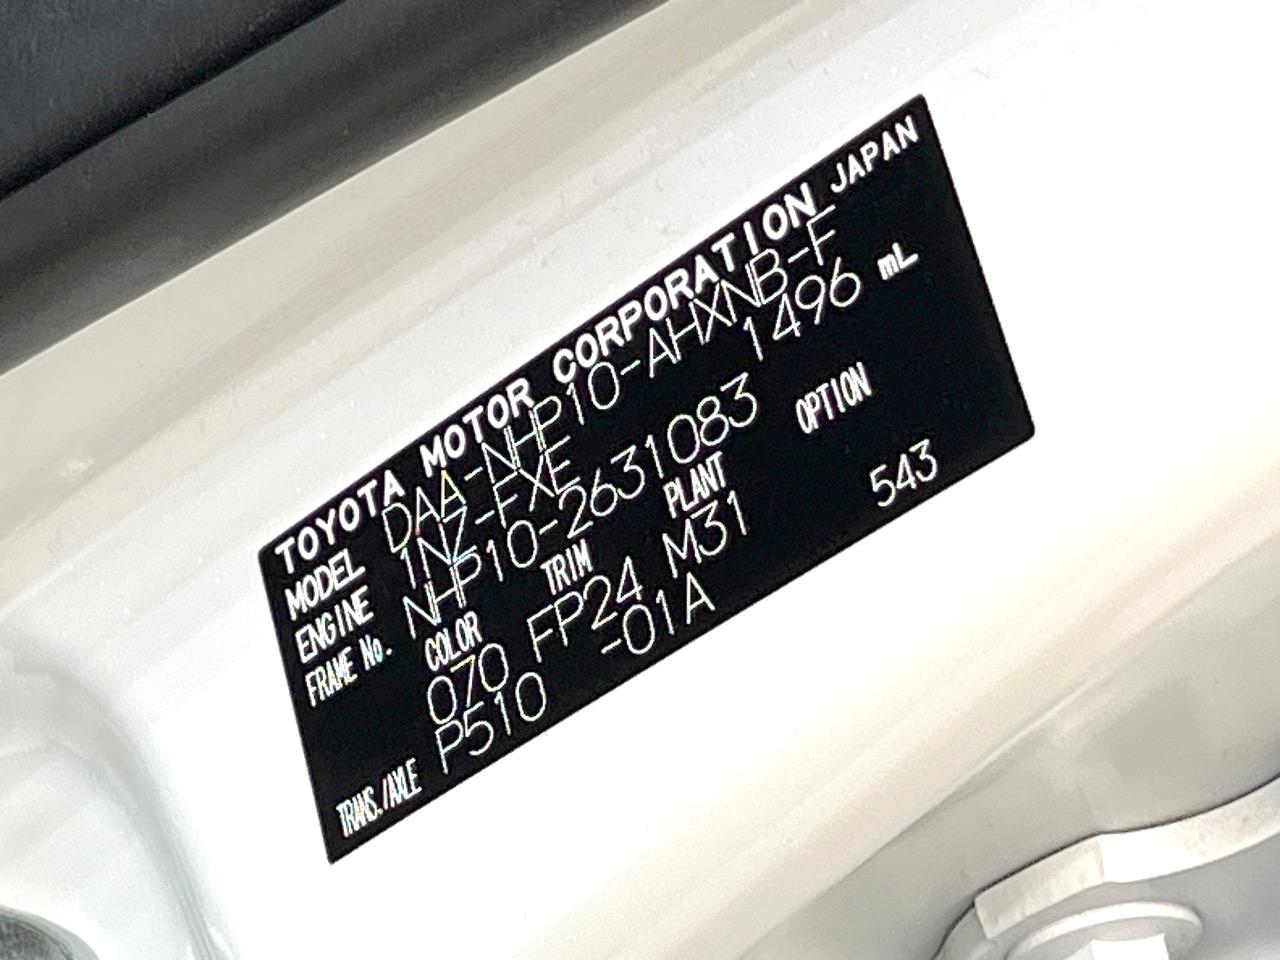 TOYOTA MOTOR CORPORATION JAPAN
MODEL DAA-NHP10-AHXNB-F
ENGINE 1NZ-FXE 1496 mL
FRAME No. NHP10-2631083
COLOR TRIM PLANT OPTION
070 FP24 M31 543
TRANS./AXLE P510 -01A